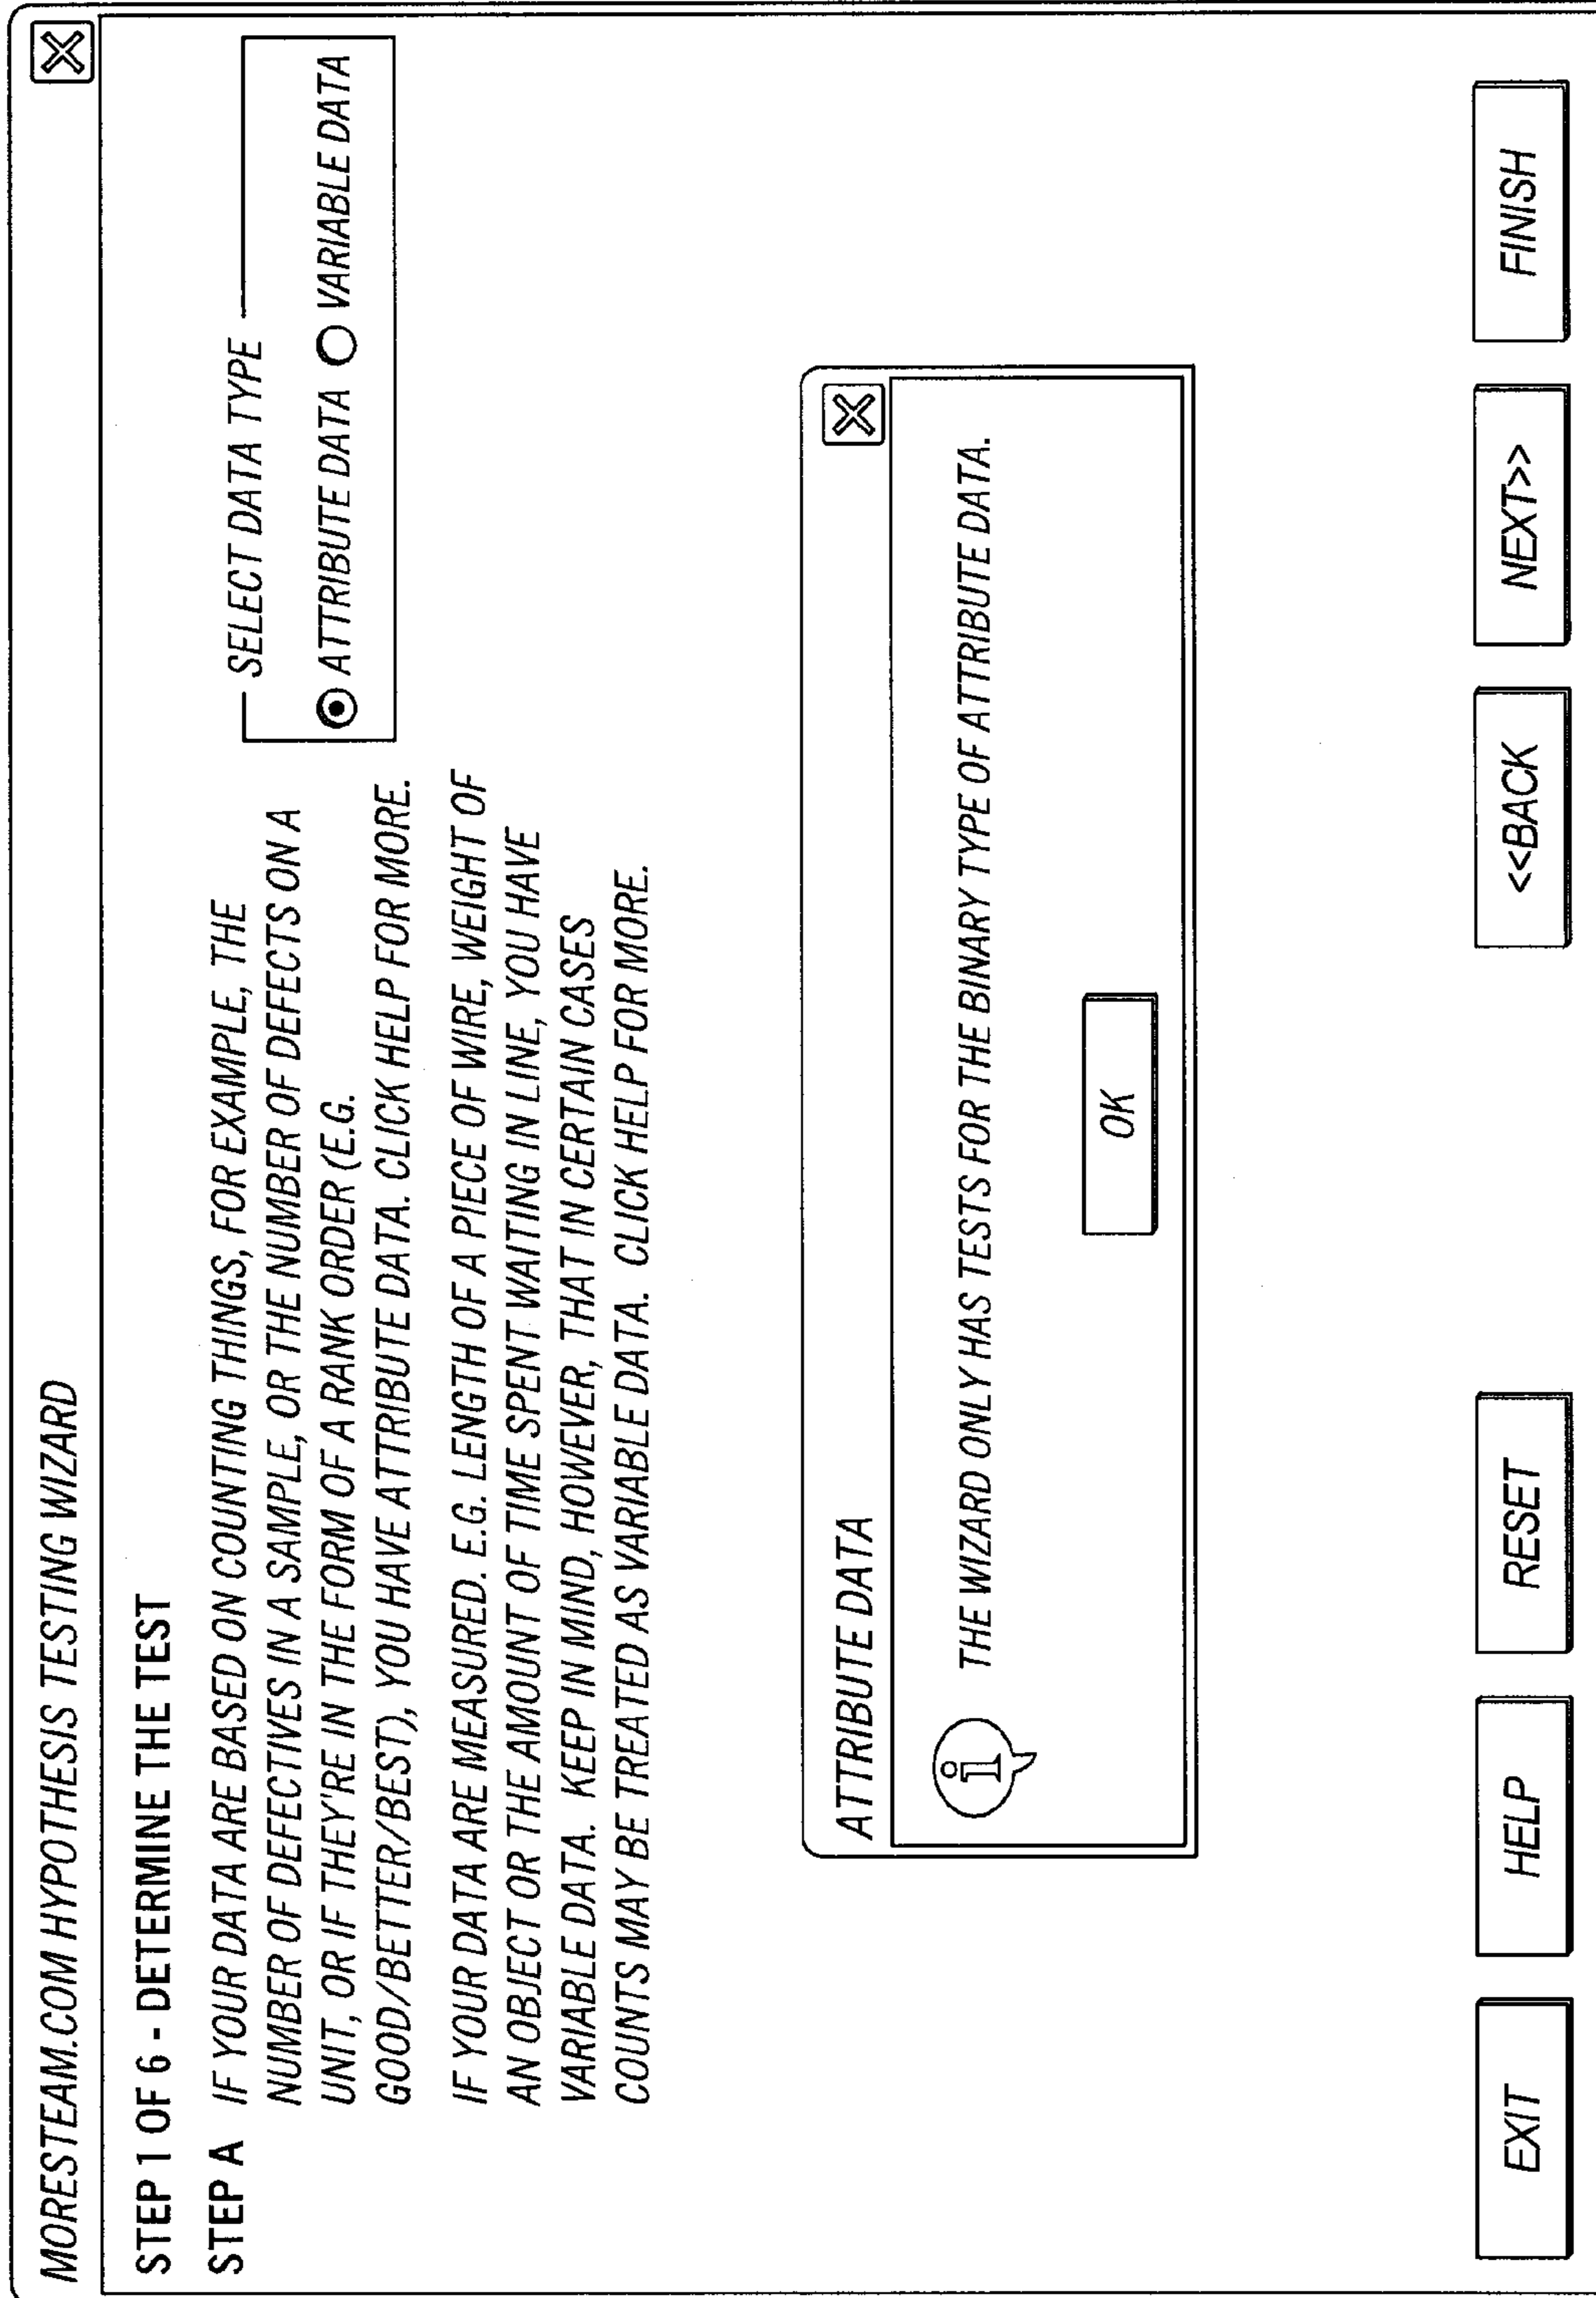 MORESTEAM.COM HYPOTHESIS TESTING WIZARD
STEP 1 OF 6 - DETERMINE THE TEST
STEP A IF YOUR DATA ARE BASED ON COUNTING THINGS, FOR EXAMPLE, THE
NUMBER OF DEFECTIVES IN A SAMPLE, OR THE NUMBER OF DEFECTS ON A
UNIT, OR IF THEY'RE IN THE FORM OF A RANK ORDER (E.G.
GOOD/BETTER/BEST), YOU HAVE ATTRIBUTE DATA. CLICK HELP FOR MORE.
IF YOUR DATA ARE MEASURED. E.G. LENGTH OF A PIECE OF WIRE, WEIGHT OF
AN OBJECT OR THE AMOUNT OF TIME SPENT WAITING IN LINE, YOU HAVE
VARIABLE DATA. KEEP IN MIND, HOWEVER, THAT IN CERTAIN CASES
COUNTS MAY BE TREATED AS VARIABLE DATA. CLICK HELP FOR MORE.
SELECT DATA TYPE
ATTRIBUTE DATA VARIABLE DATA
ATTRIBUTE DATA
i THE WIZARD ONLY HAS TESTS FOR THE BINARY TYPE OF ATTRIBUTE DATA.
OK
EXIT HELP RESET <<BACK NEXT>> FINISH